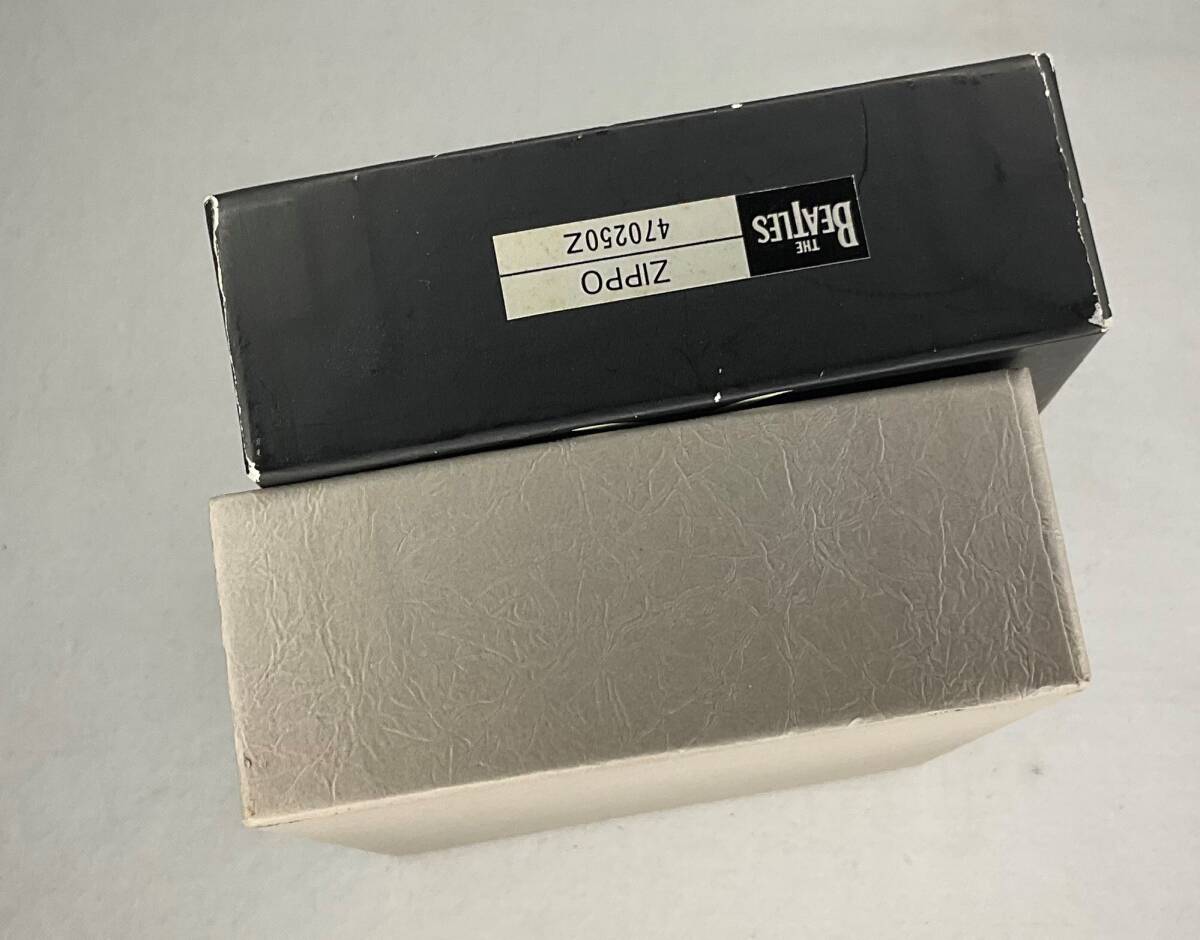 THE
BEATLES
ZIPPO
470250Z